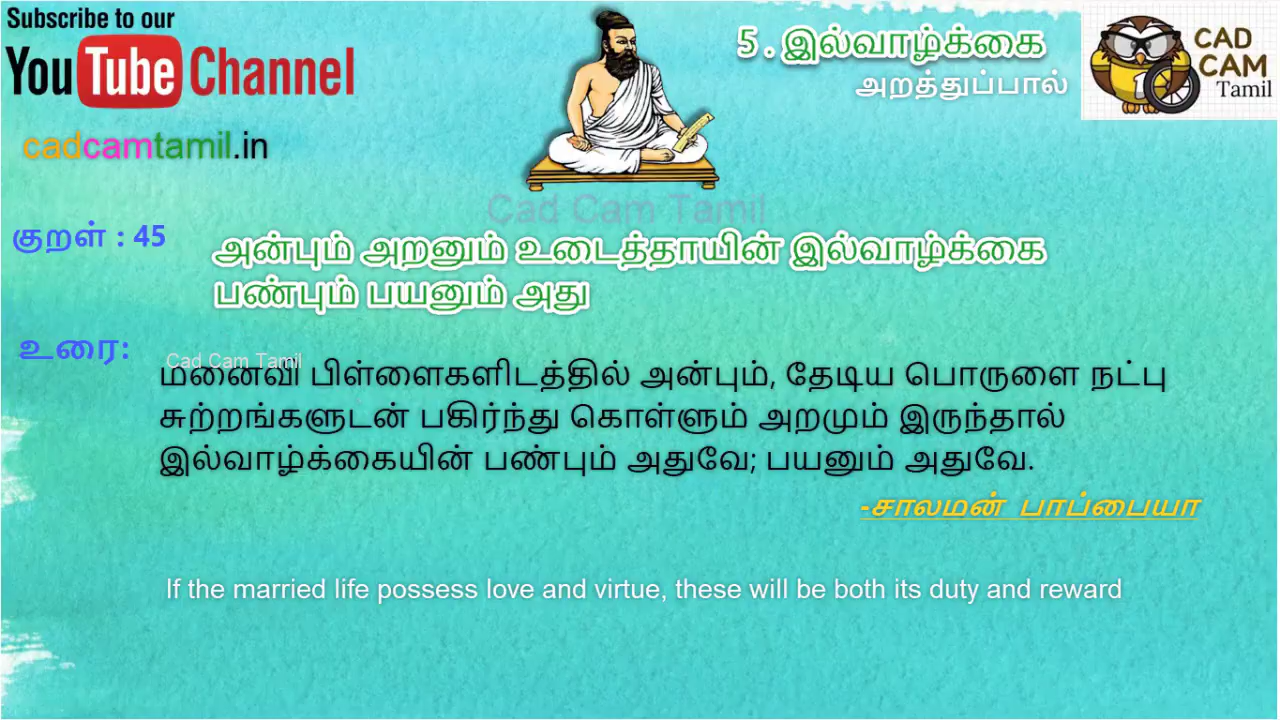 Subscribe to our
YouTube Channel
cadcamtamil.in
5 . இல்வாழ்க்கை
அறத்துப்பால்
CAD
CAM
Tamil
10
Cad Cam Tamil
குறள் : 45
அன்பும் அறனும் உடைத்தாயின் இல்வாழ்க்கை
பண்பும் பயனும் அது
உரை:
Cad Cam Tamil
மனைவி பிள்ளைகளிடத்தில் அன்பும், தேடிய பொருளை நட்பு
சுற்றங்களுடன் பகிர்ந்து கொள்ளும் அறமும் இருந்தால்
இல்வாழ்க்கையின் பண்பும் அதுவே; பயனும் அதுவே.
-சாலமன் பாப்பையா
If the married life possess love and virtue, these will be both its duty and reward